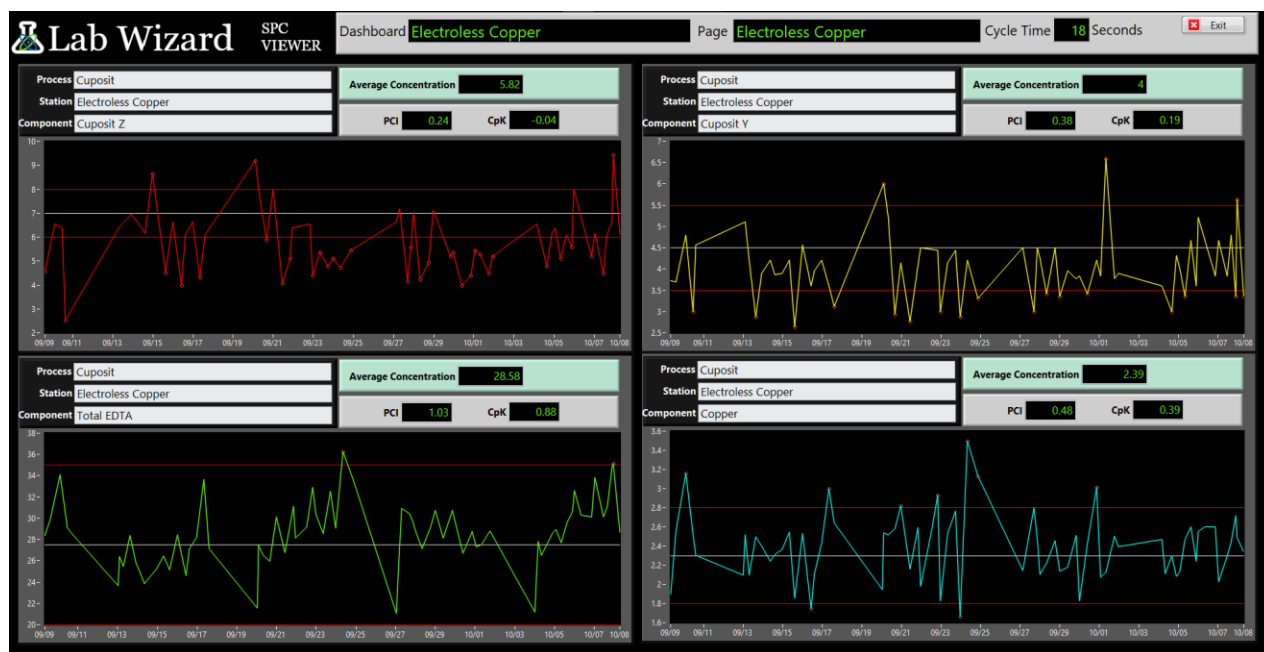 Lab Wizard SPC VIEWER
Dashboard Electroless Copper Page Electroless Copper Cycle Time 18 Seconds Exit
Process Cuposit
Station Electroless Copper
Component Cuposit Z
Average Concentration 5.82
PCI 0.24 CpK -0.04
10
9
8
7
6
5
4
3
2
09/09 09/11 09/13 09/15 09/17 09/19 09/21 09/23 09/25 09/27 09/29 10/01 10/03 10/05 10/07 10/08
Process Cuposit
Station Electroless Copper
Component Cuposit Y
Average Concentration 4
PCI 0.38 CpK 0.19
7
6.5
6
5.5
5
4.5
4
3.5
3
2.5
09/09 09/11 09/13 09/15 09/17 09/19 09/21 09/23 09/25 09/27 09/29 10/01 10/03 10/05 10/07 10/08
Process Cuposit
Station Electroless Copper
Component Total EDTA
Average Concentration 28.58
PCI 1.03 CpK 0.88
38
36
34
32
30
28
26
24
22
20
09/09 09/11 09/13 09/15 09/17 09/19 09/21 09/23 09/25 09/27 09/29 10/01 10/03 10/05 10/07 10/08
Process Cuposit
Station Electroless Copper
Component Copper
Average Concentration 2.39
PCI 0.48 CpK 0.39
3.6
3.4
3.2
3
2.8
2.6
2.4
2.2
2
1.8
1.6
09/09 09/11 09/13 09/15 09/17 09/19 09/21 09/23 09/25 09/27 09/29 10/01 10/03 10/05 10/07 10/08